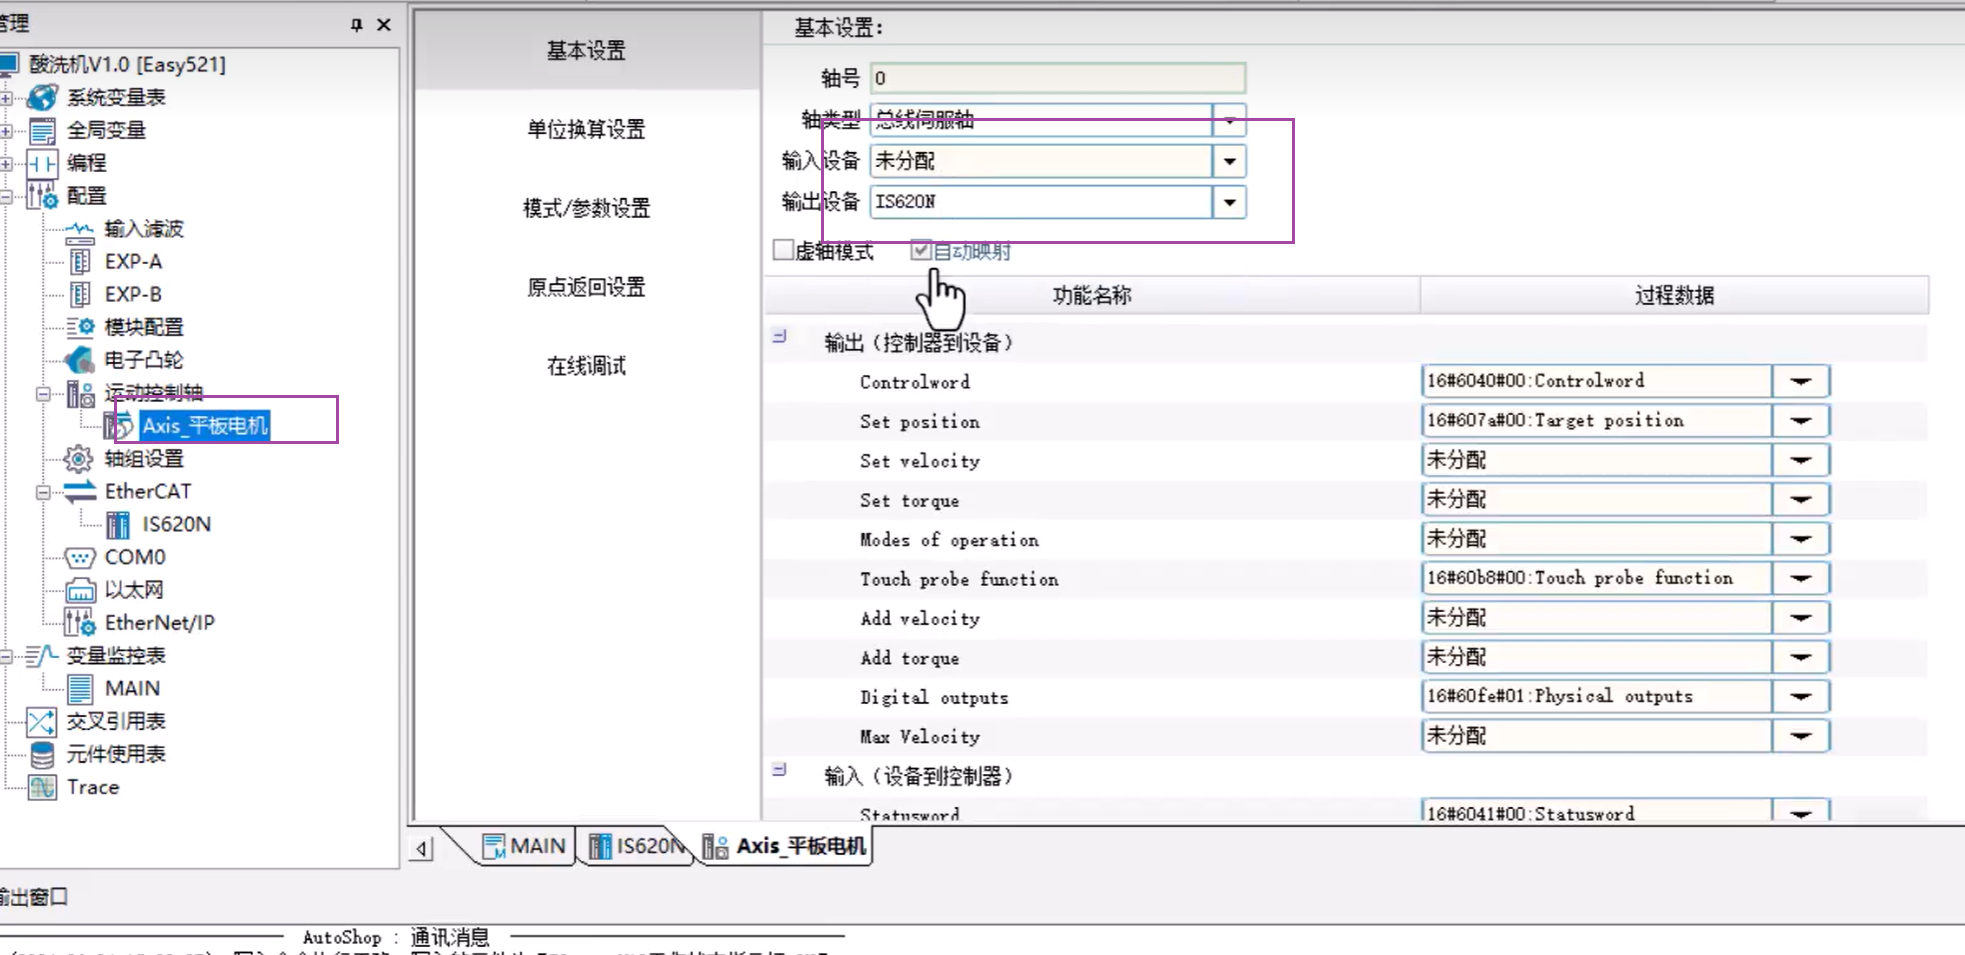 管理
酸洗机V1.0 [Easy521]
系统变量表
全局变量
编程
配置
输入滤波
EXP-A
EXP-B
模块配置
电子凸轮
运动控制轴
Axis_平板电机
轴组设置
EtherCAT
IS620N
COM0
以太网
EtherNet/IP
变量监控表
MAIN
交叉引用表
元件使用表
Trace
基本设置
单位换算设置
模式/参数设置
原点返回设置
在线调试
基本设置:
轴号 0
轴类型 总线伺服轴
输入设备 未分配
输出设备 IS620N
虚轴模式 自动映射
功能名称 过程数据
输出（控制器到设备）
Controlword 16#6040#00:Controlword
Set position 16#607a#00:Target position
Set velocity 未分配
Set torque 未分配
Modes of operation 未分配
Touch probe function 16#60b8#00:Touch probe function
Add velocity 未分配
Add torque 未分配
Digital outputs 16#60fe#01:Physical outputs
Max Velocity 未分配
输入（设备到控制器）
Statusword 16#6041#00:Statusword
MAIN IS620N Axis_平板电机
输出窗口
AutoShop : 通讯消息